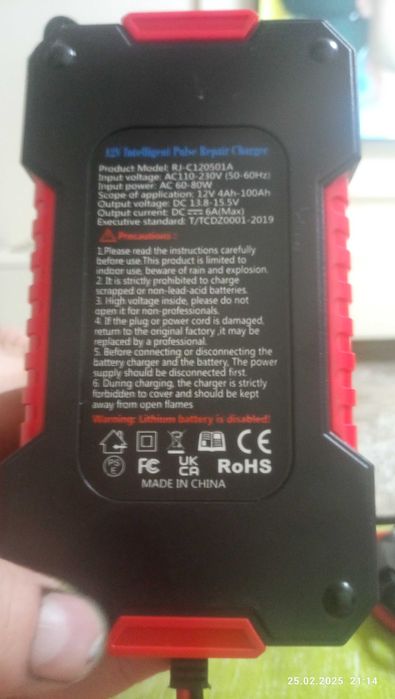 12V Intelligent Pulse Repair Charger
Product Model: RJ-C120501A
Input voltage: AC110-230V (50-60Hz)
Input power: AC 60-80W
Scope of application: 12V 4Ah-100Ah
Output voltage: DC 13.8-15.5V
Output current: DC ⎓ 6A(Max)
Executive standard: T/TCDZ0001-2019
Precautions:
1.Please read the instructions carefully
before use.This product is limited to
indoor use, beware of rain and explosion.
2. It is strictly prohibited to charge
scrapped or non-lead-acid batteries.
3. High voltage inside, please do not
open it for non-professionals.
4. If the plug or power cord is damaged,
return to the original factory ,it may be
replaced by a professional.
5. Before connecting or disconnecting the
battery charger and the battery, The power
supply should be disconnected first.
6. During charging, the charger is strictly
forbidden to cover and should be kept
away from open flames
Warning: Lithium battery is disabled!
CE
PS E FC UK CA RoHS
MADE IN CHINA
25.02.2025 21:14